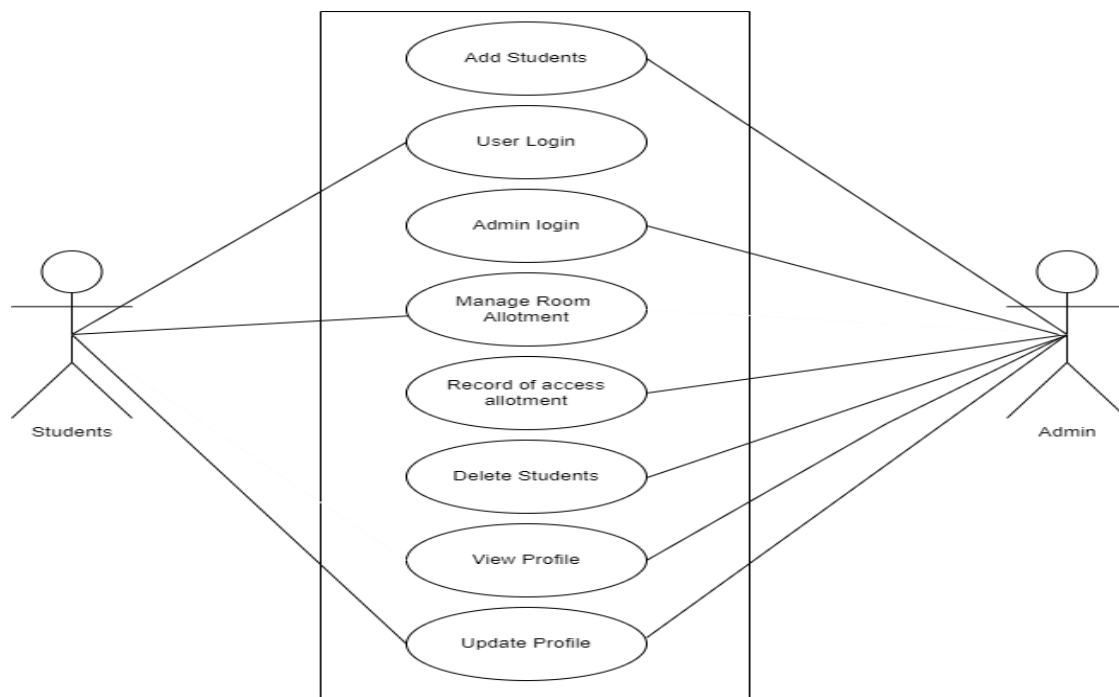 Add Students
User Login
Admin login
Manage Room
Allotment
Record of access
allotment
Delete Students
View Profile
Update Profile
Students
Admin